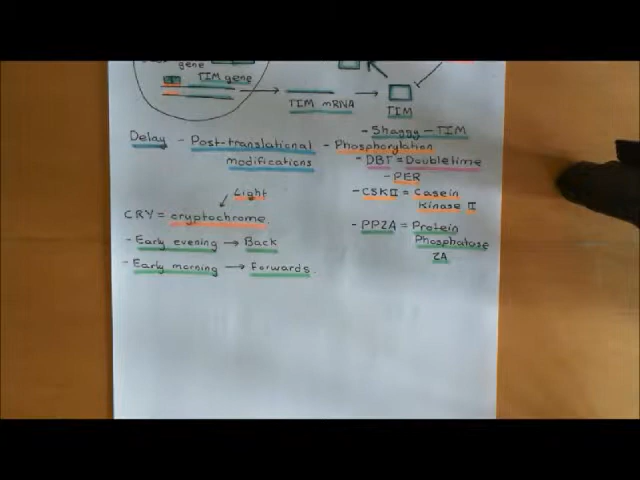 gene
TIM gene
TIM mRNA
TIM
Delay - Post-translational
modifications
- Shaggy - TIM
- Phosphorylation
- DBT = Doubletime
- PER
- CSKII = Casein
Kinase II
- PP2A = Protein
Phosphatase
2A
Light
CRY = cryptochrome.
- Early evening → Back
- Early morning → Forwards.